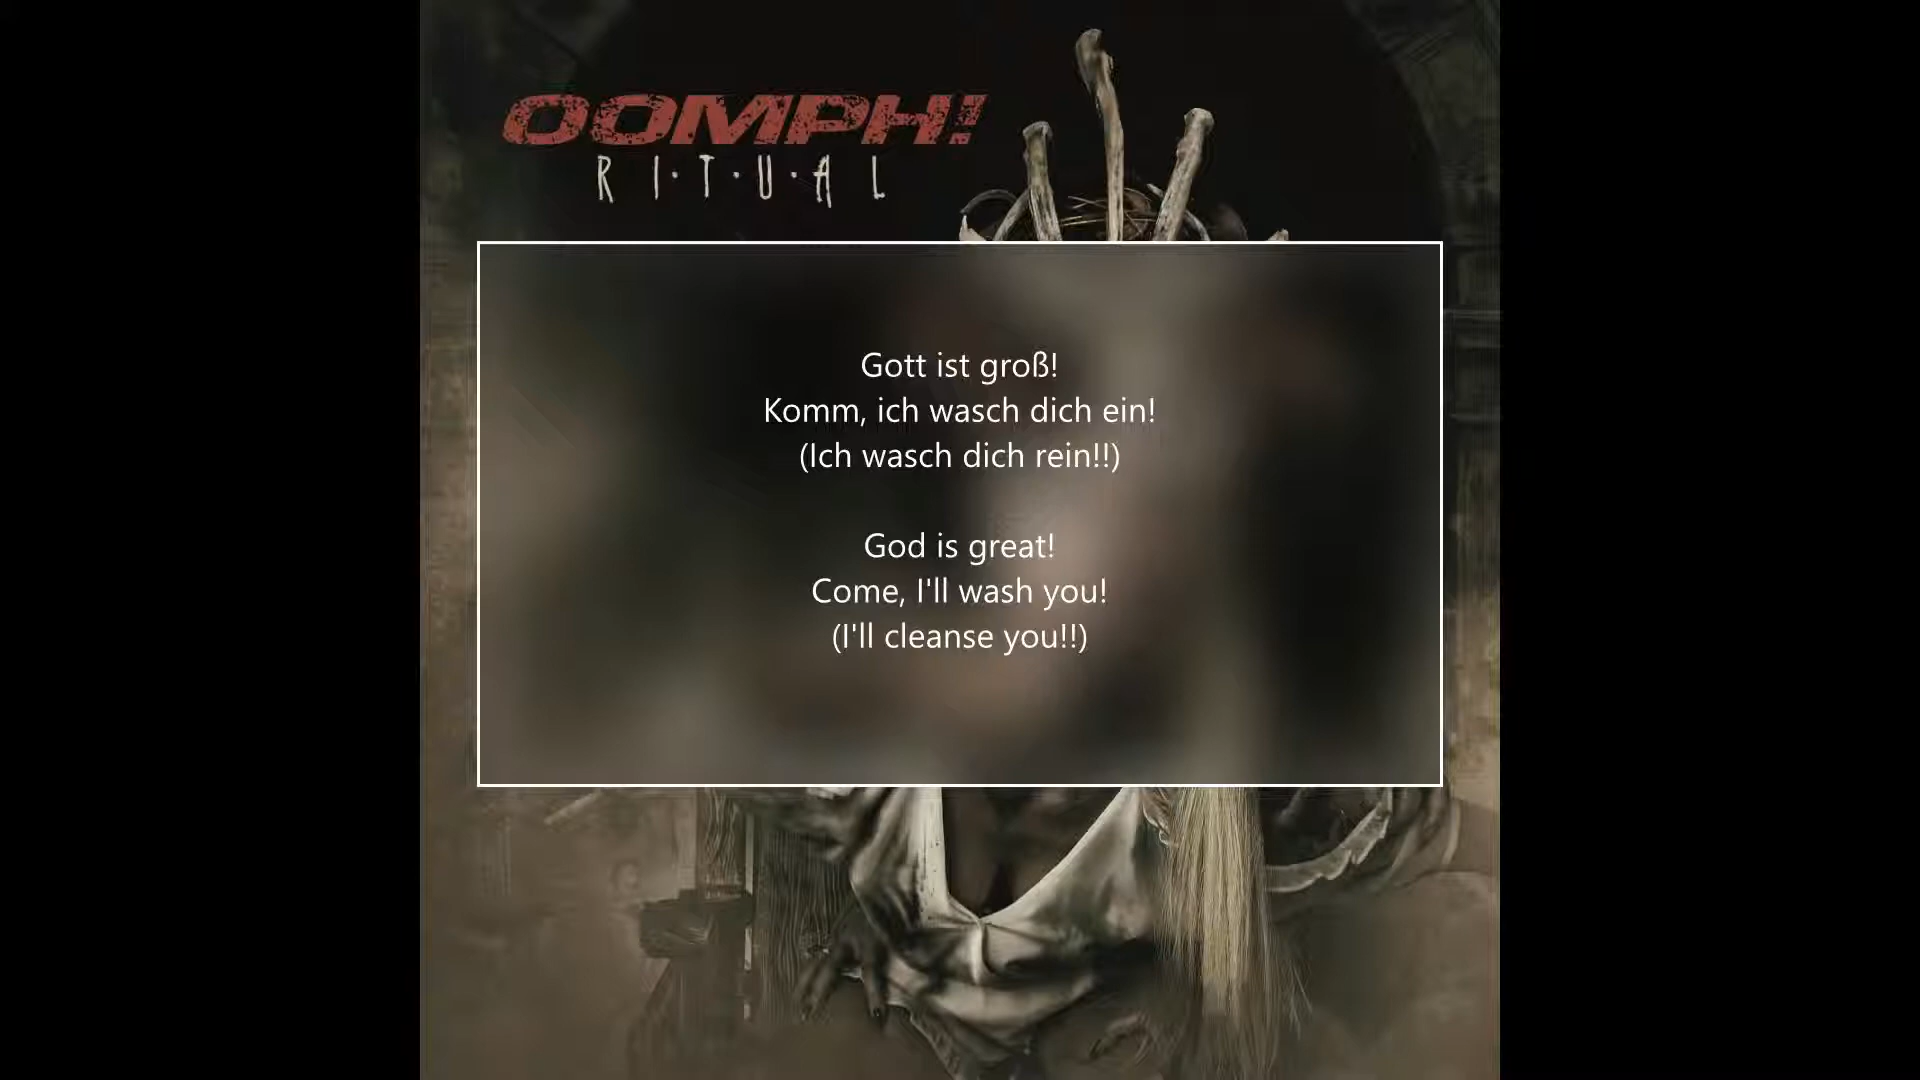 OOMPH!
R I·T·U·A L
Gott ist groß!
Komm, ich wasch dich ein!
(Ich wasch dich rein!!)
God is great!
Come, I'll wash you!
(I'll cleanse you!!)